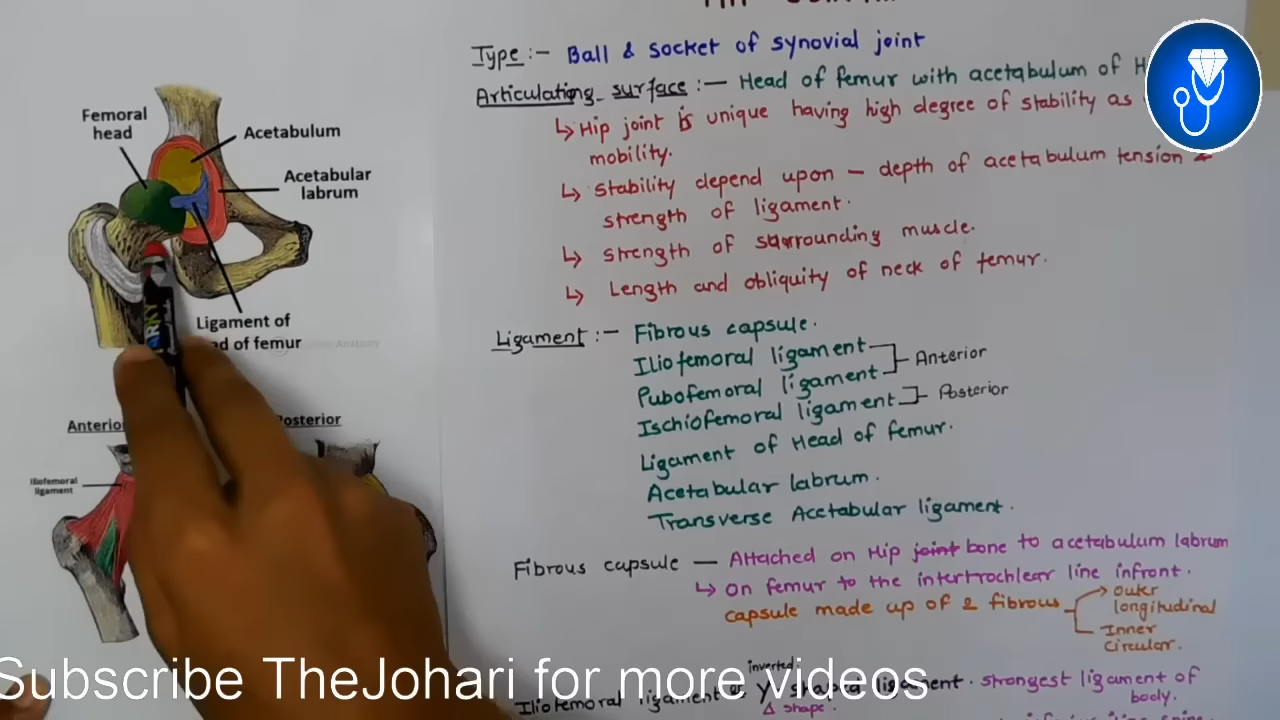 Type :- Ball & socket of synovial joint
Articulating surface :- Head of femur with acetabulum of H
↳ Hip joint is unique having high degree of stability as
mobility.
↳ stability depend upon - depth of acetabulum tension &
strength of ligament.
↳ strength of surrounding muscle.
↳ Length and obliquity of neck of femur.
Ligament :- Fibrous capsule.
Iliofemoral ligament
Pubofemoral ligament
Anterior
Ischiofemoral ligament
Posterior
Ligament of Head of femur.
Acetabular labrum.
Transverse Acetabular ligament.
Fibrous capsule - Attached on Hip joint bone to acetabulum labrum
↳ on femur to the intertrochlear line infront.
capsule made up of 2 fibrous
outer
longitudinal
Inner
circular.
inverted
Iliofemoral ligament Y shaped ligament. strongest ligament of
body.
Δ shape.
Femoral
head
Acetabulum
Acetabular
labrum
Ligament of
ad of femur
Anterio
Posterior
Iliofemoral
ligament
Subscribe TheJohari for more videos